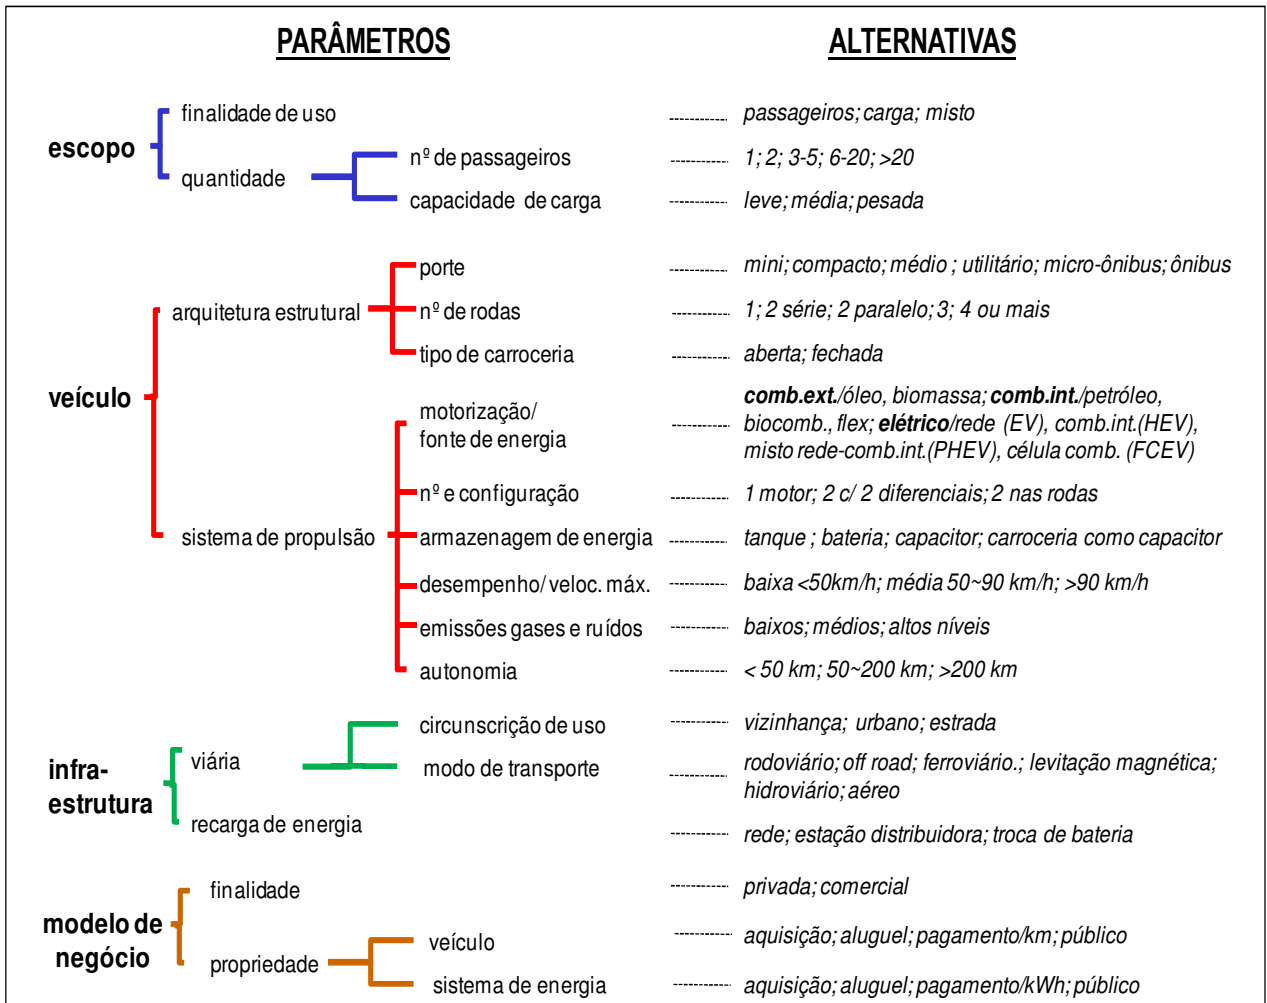 PARÂMETROS ALTERNATIVAS
finalidade de uso passageiros; carga; misto
escopo
nº de passageiros 1; 2; 3-5; 6-20; >20
quantidade
capacidade de carga leve; média; pesada
porte mini; compacto; médio ; utilitário; micro-ônibus; ônibus
arquitetura estrutural nº de rodas 1; 2 série; 2 paralelo; 3; 4 ou mais
tipo de carroceria aberta; fechada
veículo
motorização/ fonte de energia
comb.ext./óleo, biomassa; comb.int./petróleo,
biocomb., flex; elétrico/rede (EV), comb.int.(HEV),
misto rede-comb.int.(PHEV), célula comb. (FCEV)
nº e configuração 1 motor; 2 c/ 2 diferenciais; 2 nas rodas
sistema de propulsão armazenagem de energia tanque ; bateria; capacitor; carroceria como capacitor
desempenho/ veloc. máx. baixa <50km/h; média 50~90 km/h; >90 km/h
emissões gases e ruídos baixos; médios; altos níveis
autonomia < 50 km; 50~200 km; >200 km
circunscrição de uso vizinhança; urbano; estrada
viária
modo de transporte rodoviário; off road; ferroviário.; levitação magnética;
hidroviário; aéreo
infra-
estrutura
recarga de energia rede; estação distribuidora; troca de bateria
finalidade privada; comercial
modelo de
negócio
veículo aquisição; aluguel; pagamento/km; público
propriedade
sistema de energia aquisição; aluguel; pagamento/kWh; público